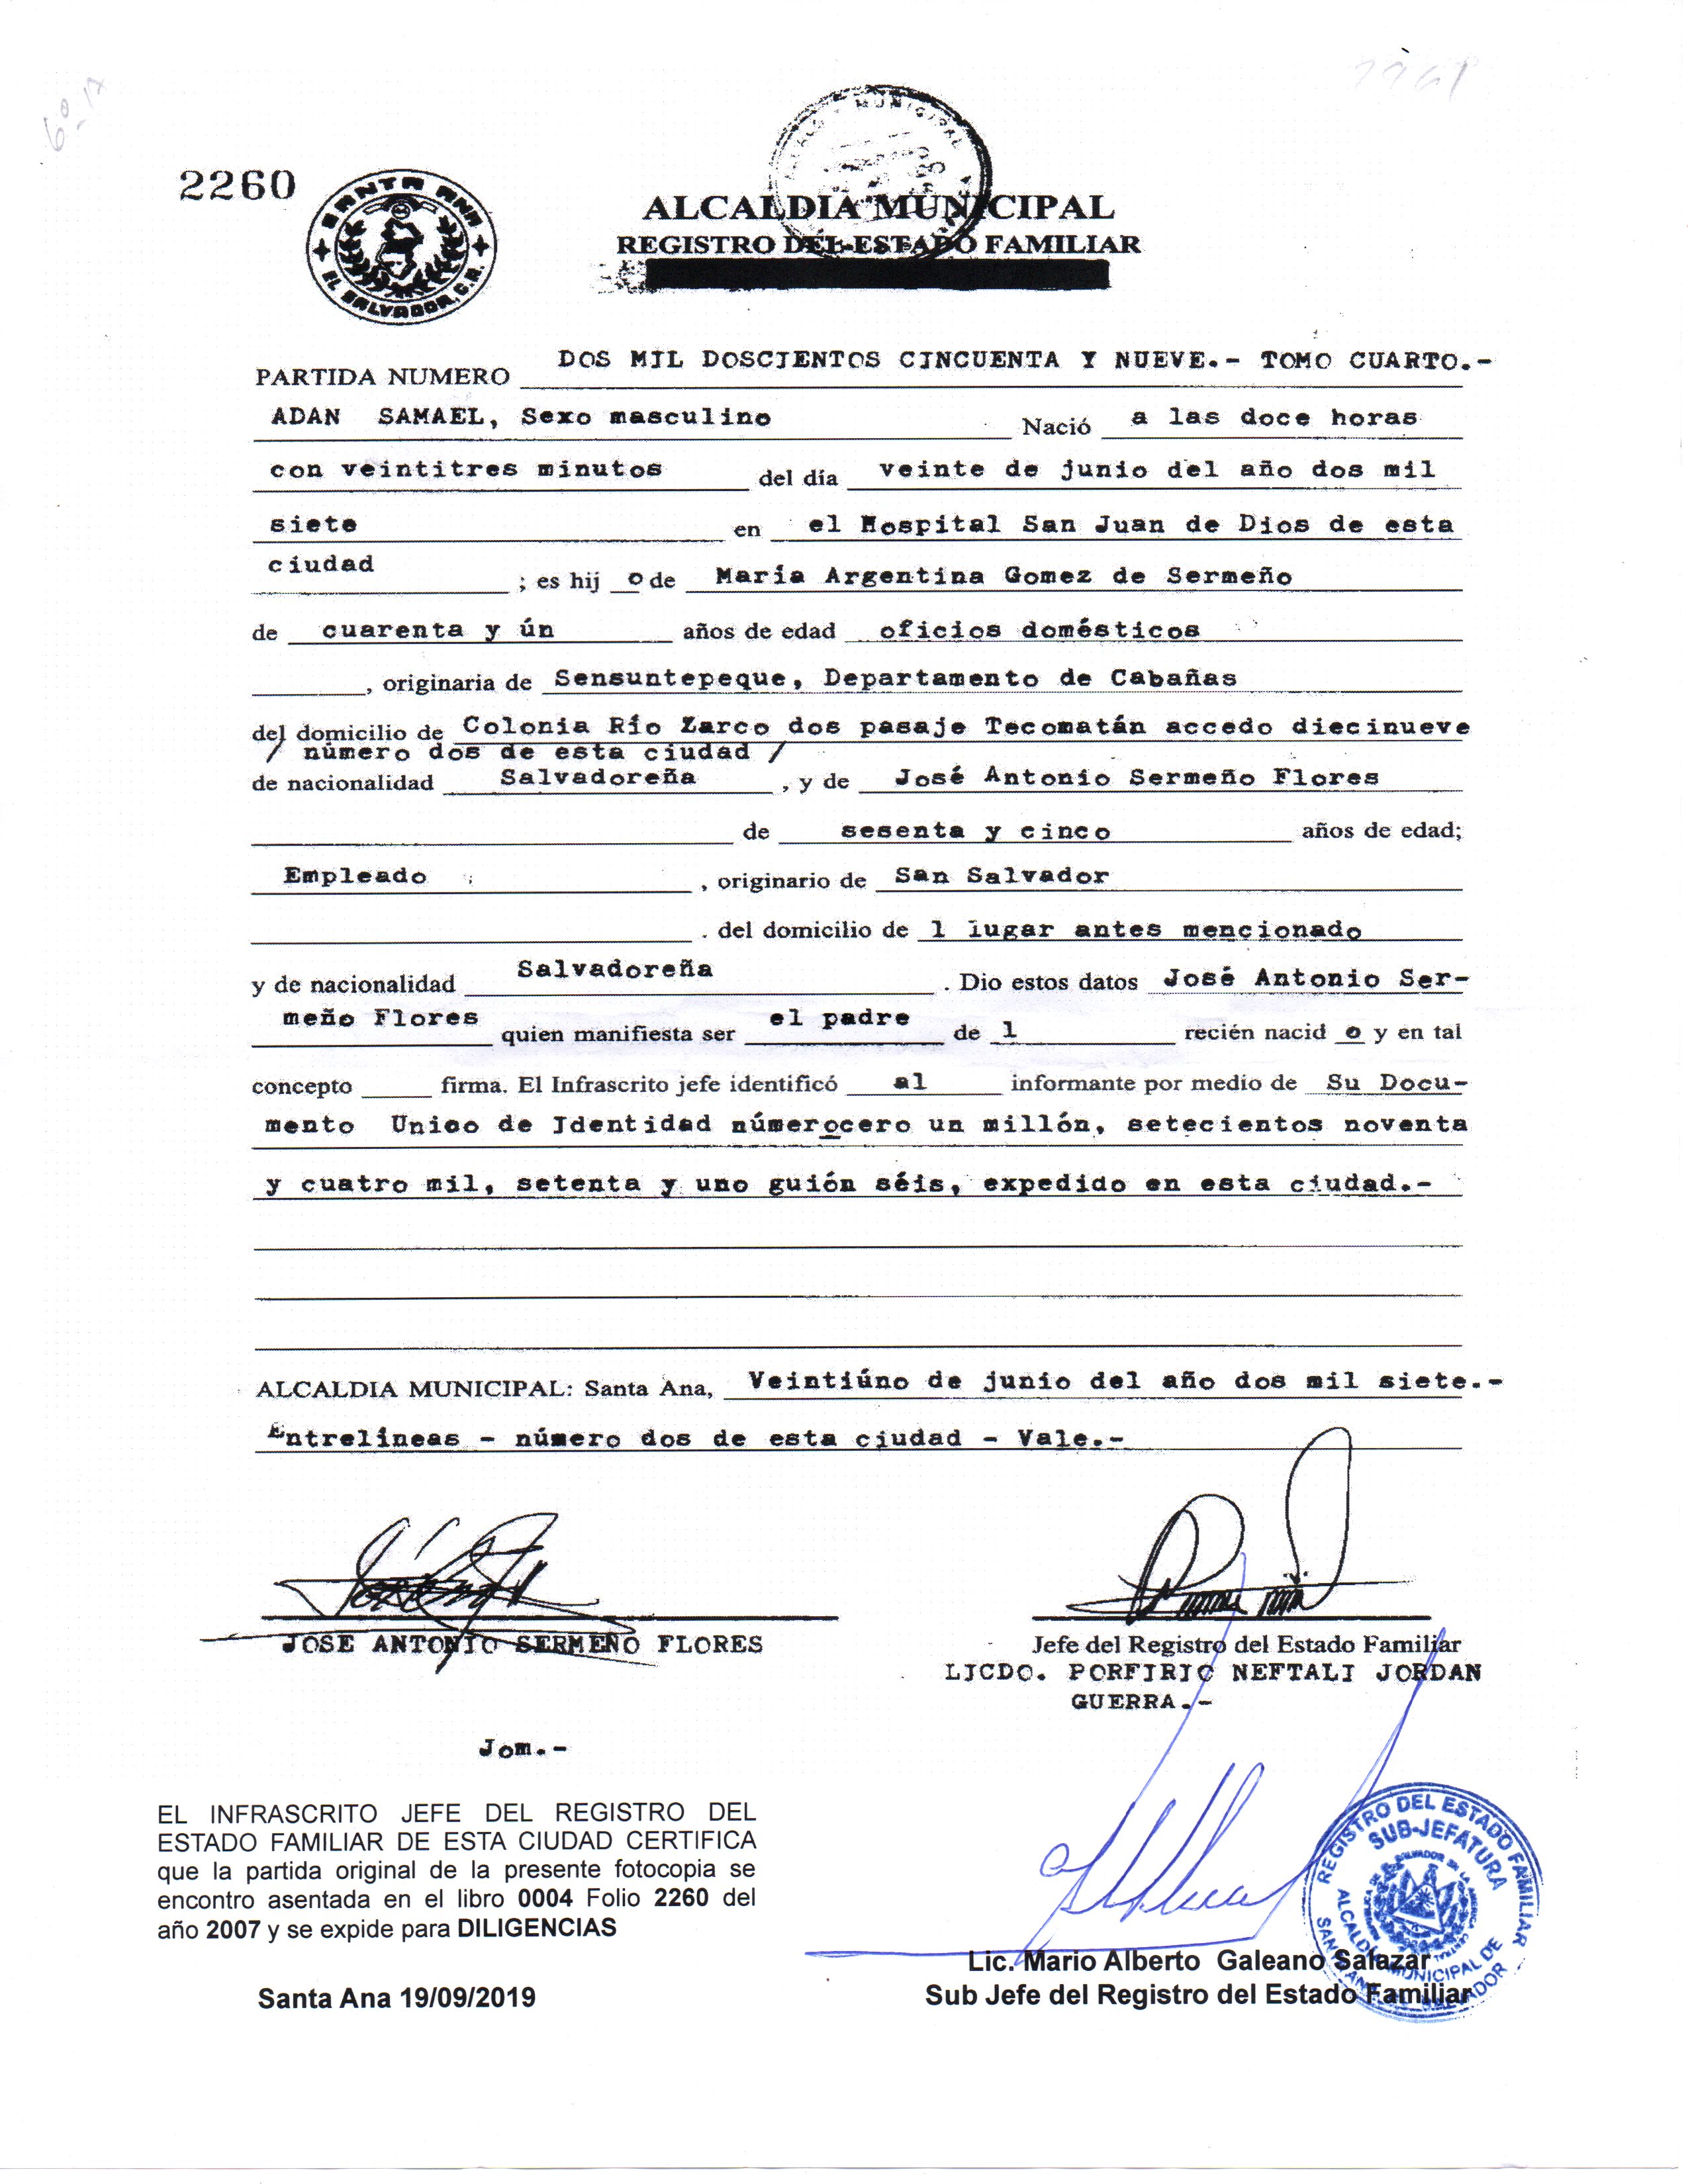 2260
SANTA ANA
EL SALVADOR, C.A.
ALCALDIA MUNICIPAL
REGISTRO DEL ESTADO FAMILIAR
PARTIDA NUMERO DOS MIL DOSCIENTOS CINCUENTA Y NUEVE.- TOMO CUARTO.-
ADAN SAMAEL, Sexo masculino Nació a las doce horas
con veintitres minutos del día veinte de junio del año dos mil
siete en el Hospital San Juan de Dios de esta
ciudad ; es hij o de María Argentina Gomez de Sermeño
de cuarenta y ún años de edad oficios domésticos
, originaria de Sensuntepeque, Departamento de Cabañas
del domicilio de Colonia Río Zarco dos pasaje Tecomatán accedo diecinueve
/ número dos de esta ciudad /
de nacionalidad Salvadoreña , y de José Antonio Sermeño Flores
de sesenta y cinco años de edad;
Empleado , originario de San Salvador
. del domicilio de l lugar antes mencionado
y de nacionalidad Salvadoreña . Dio estos datos José Antonio Ser-
meño Flores quien manifiesta ser el padre de l recién nacid o y en tal
concepto firma. El Infrascrito jefe identificó al informante por medio de Su Docu-
mento Unico de Identidad númerocero un millón, setecientos noventa
y cuatro mil, setenta y uno guión séis, expedido en esta ciudad.-
ALCALDIA MUNICIPAL: Santa Ana, Veintiúno de junio del año dos mil siete.-
Entrelineas - número dos de esta ciudad - Vale.-
JOSE ANTONIO SERMEÑO FLORES
Jefe del Registro del Estado Familiar
LICDO. PORFIRIO NEFTALI JORDAN
GUERRA.-
Jom.-
EL INFRASCRITO JEFE DEL REGISTRO DEL
ESTADO FAMILIAR DE ESTA CIUDAD CERTIFICA
que la partida original de la presente fotocopia se
encontro asentada en el libro 0004 Folio 2260 del
año 2007 y se expide para DILIGENCIAS
Santa Ana 19/09/2019
REGISTRO DEL ESTADO FAMILIAR
SUB-JEFATURA
ALCALDIA MUNICIPAL DE
SANTA ANA, EL SALVADOR
Lic. Mario Alberto Galeano Salazar
Sub Jefe del Registro del Estado Familiar